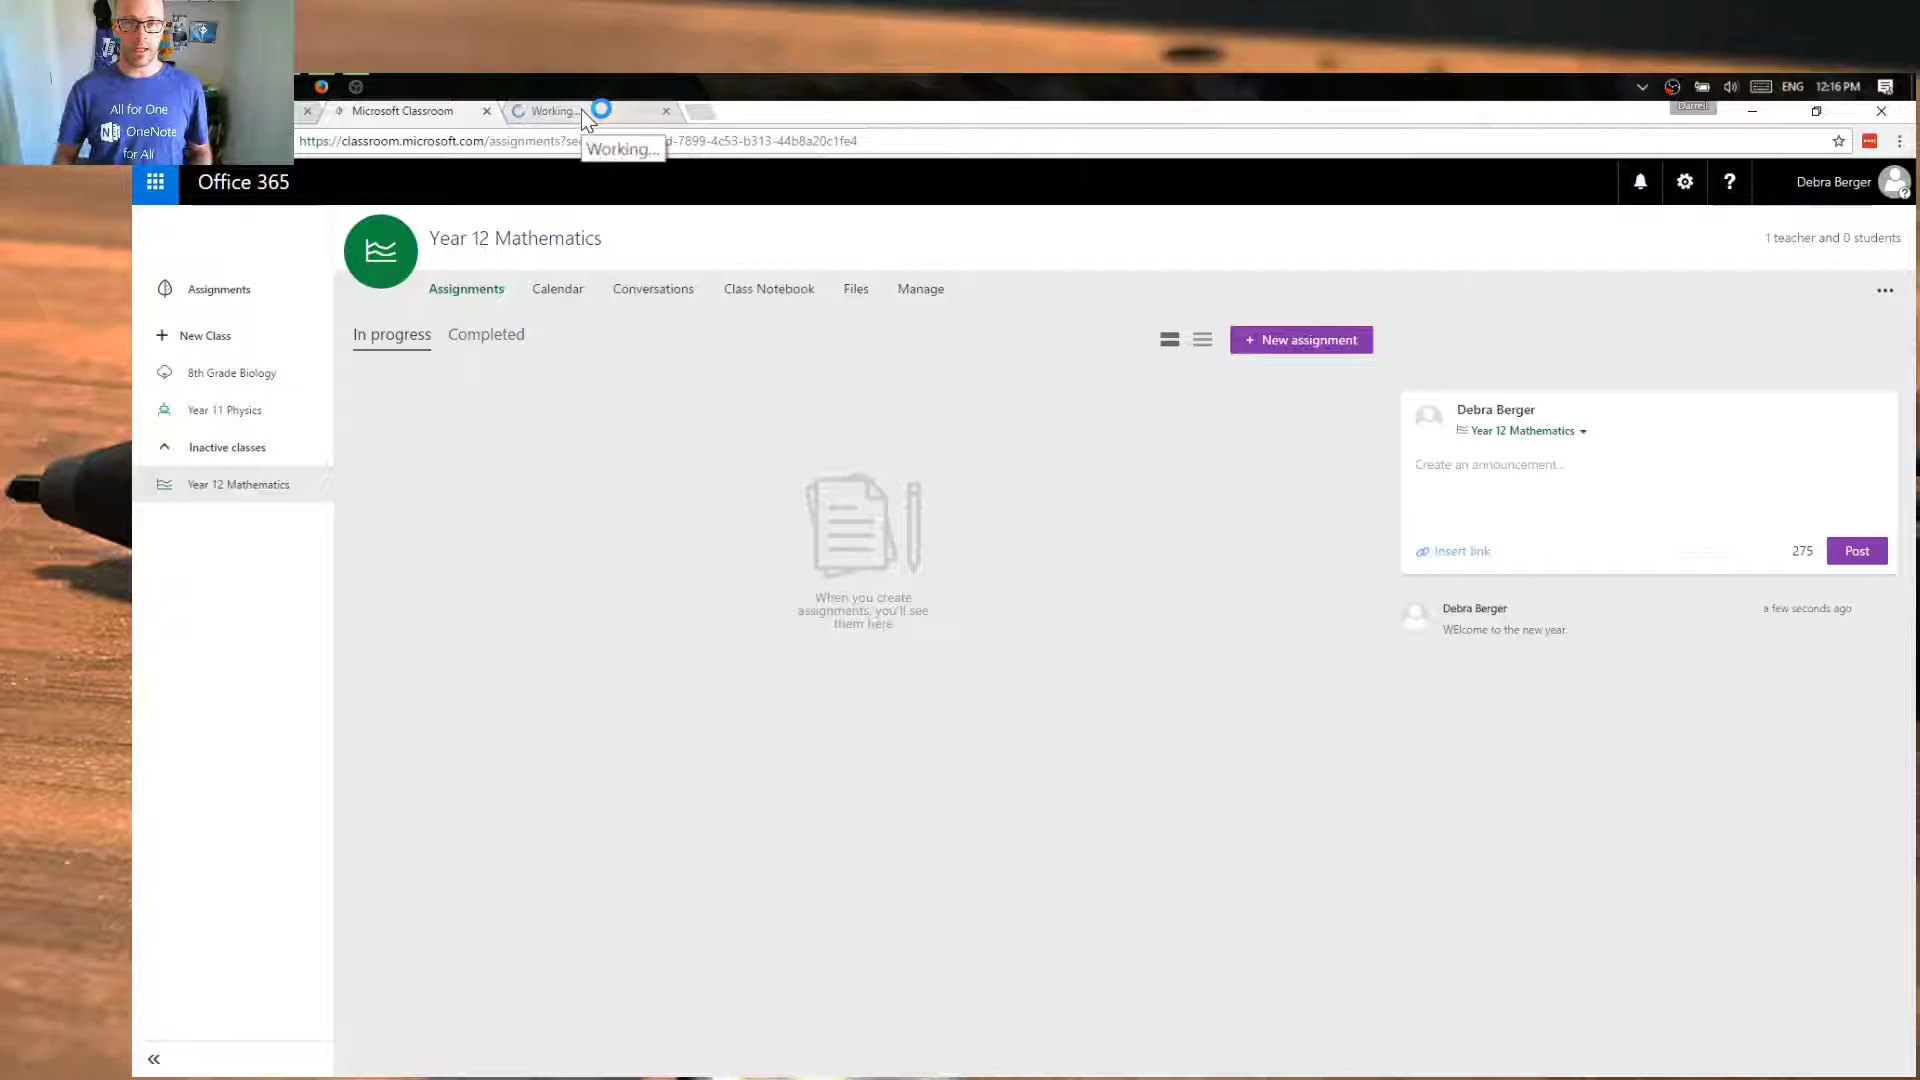 All for One
N OneNote
for All
ENG 12:16 PM
Darrell
Microsoft Classroom
Working...
https://classroom.microsoft.com/assignments?sec
-7899-4c53-b313-44b8a20c1fe4
Working...
Office 365
Debra Berger
Year 12 Mathematics
1 teacher and 0 students
Assignments
Calendar
Conversations
Class Notebook
Files
Manage
Assignments
New Class
8th Grade Biology
Year 11 Physics
Inactive classes
Year 12 Mathematics
In progress
Completed
+ New assignment
When you create
assignments, you'll see
them here
Debra Berger
Year 12 Mathematics
Create an announcement...
Insert link
275
Post
Debra Berger
a few seconds ago
WElcome to the new year.